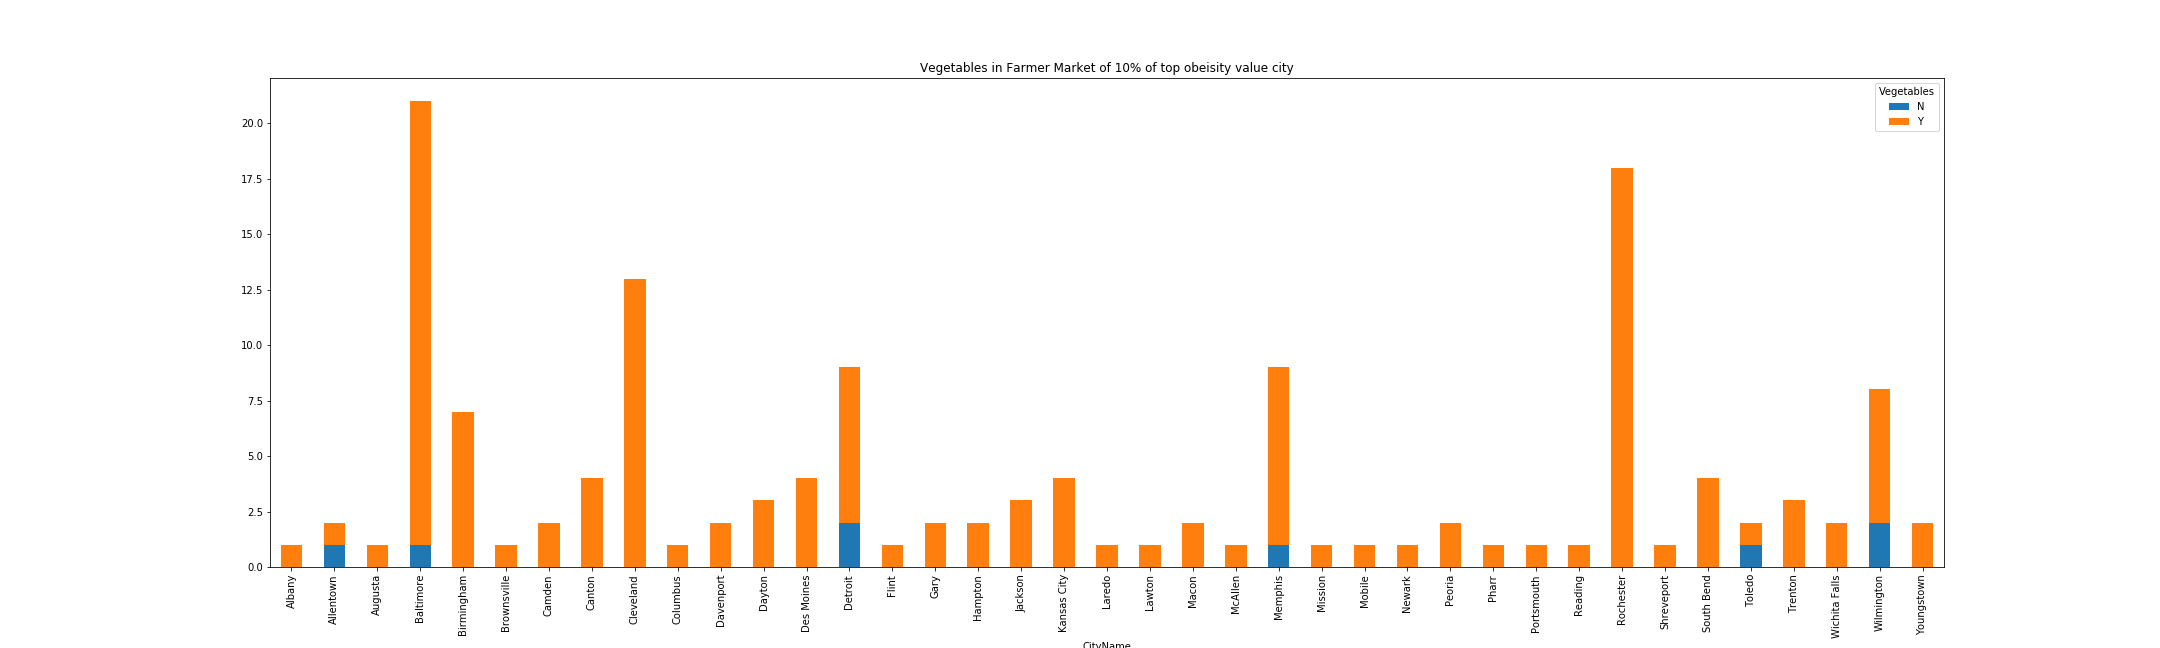 Vegetables in Farmer Market of 10% of top obeisity value city
Vegetables
N
Y
20.0
17.5
15.0
12.5
10.0
7.5
5.0
2.5
0.0
Albany
Allentown
Augusta
Baltimore
Birmingham
Brownsville
Camden
Canton
Cleveland
Columbus
Davenport
Dayton
Des Moines
Detroit
Flint
Gary
Hampton
Jackson
Kansas City
Laredo
Lawton
Macon
McAllen
Memphis
Mission
Mobile
Newark
Peoria
Pharr
Portsmouth
Reading
Rochester
Shreveport
South Bend
Toledo
Trenton
Wichita Falls
Wilmington
Youngstown
CityName